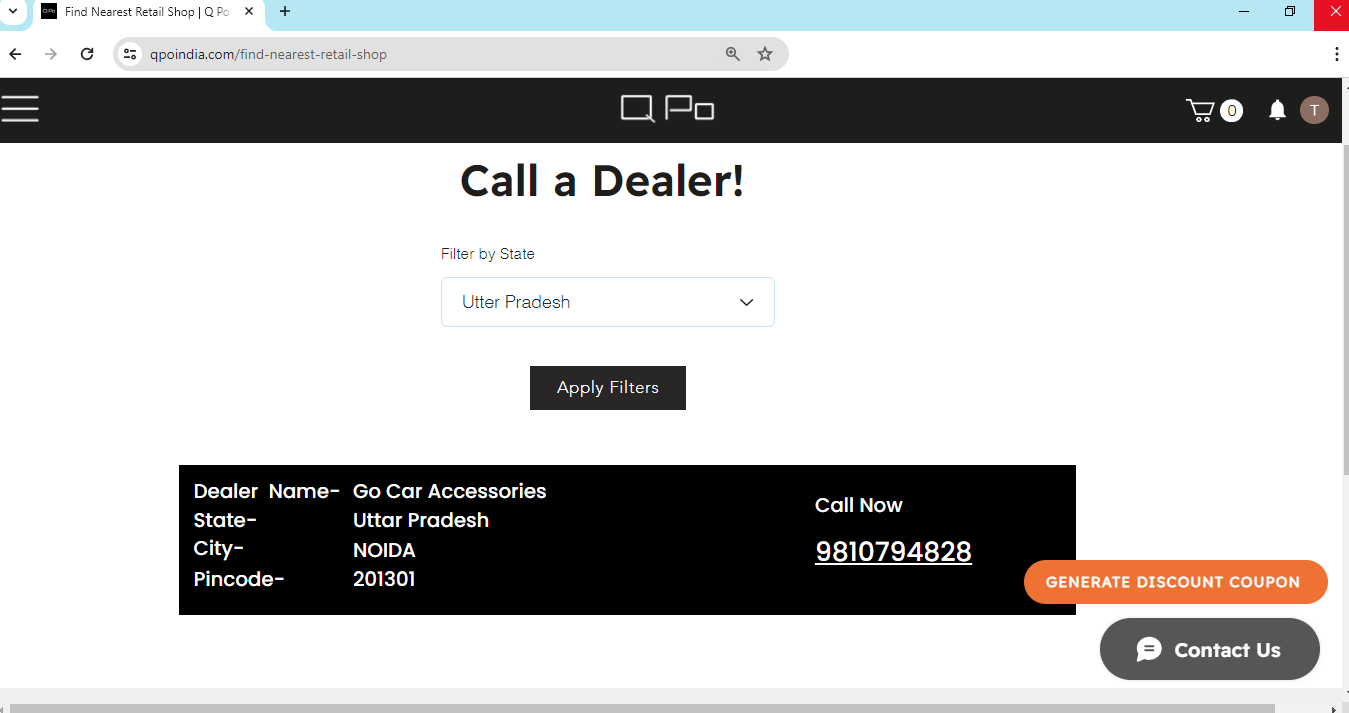 Find Nearest Retail Shop | Q Po
qpoindia.com/find-nearest-retail-shop
Q Po
0
T
Call a Dealer!
Filter by State
Utter Pradesh
Apply Filters
Dealer Name- Go Car Accessories
State- Uttar Pradesh
City- NOIDA
Pincode- 201301
Call Now
9810794828
GENERATE DISCOUNT COUPON
Contact Us